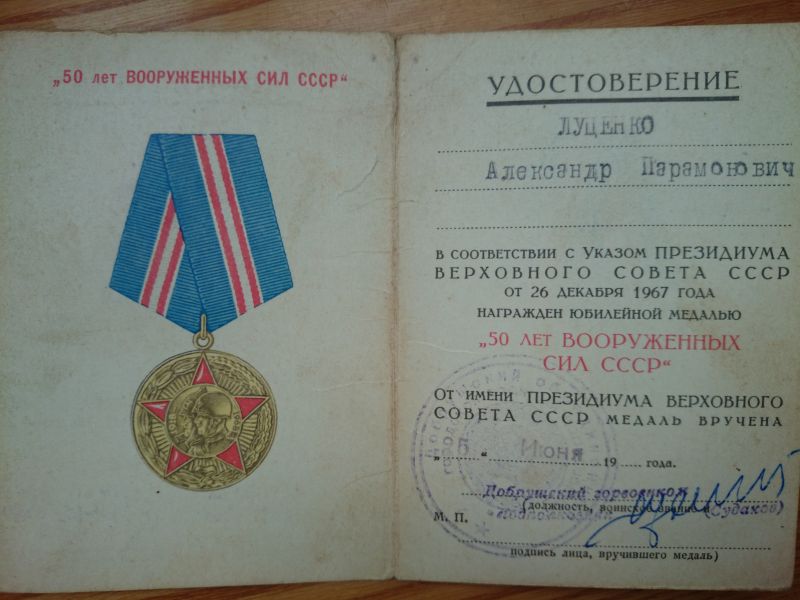 „50 лет ВООРУЖЕННЫХ СИЛ СССР“
УДОСТОВЕРЕНИЕ
ЛУЦЕНКО
Александр Парамонович
В СООТВЕТСТВИИ С УКАЗОМ ПРЕЗИДИУМА
ВЕРХОВНОГО СОВЕТА СССР
ОТ 26 ДЕКАБРЯ 1967 ГОДА
НАГРАЖДЕН ЮБИЛЕЙНОЙ МЕДАЛЬЮ
„50 ЛЕТ ВООРУЖЕННЫХ
СИЛ СССР“
ОТ ИМЕНИ ПРЕЗИДИУМА ВЕРХОВНОГО
СОВЕТА СССР МЕДАЛЬ ВРУЧЕНА
„ 5 “ Июня 19 года.
Добрушский горвоенком
(должность, воинское звание и
(Судаков)
М. П.
подпись лица, вручившего медаль)